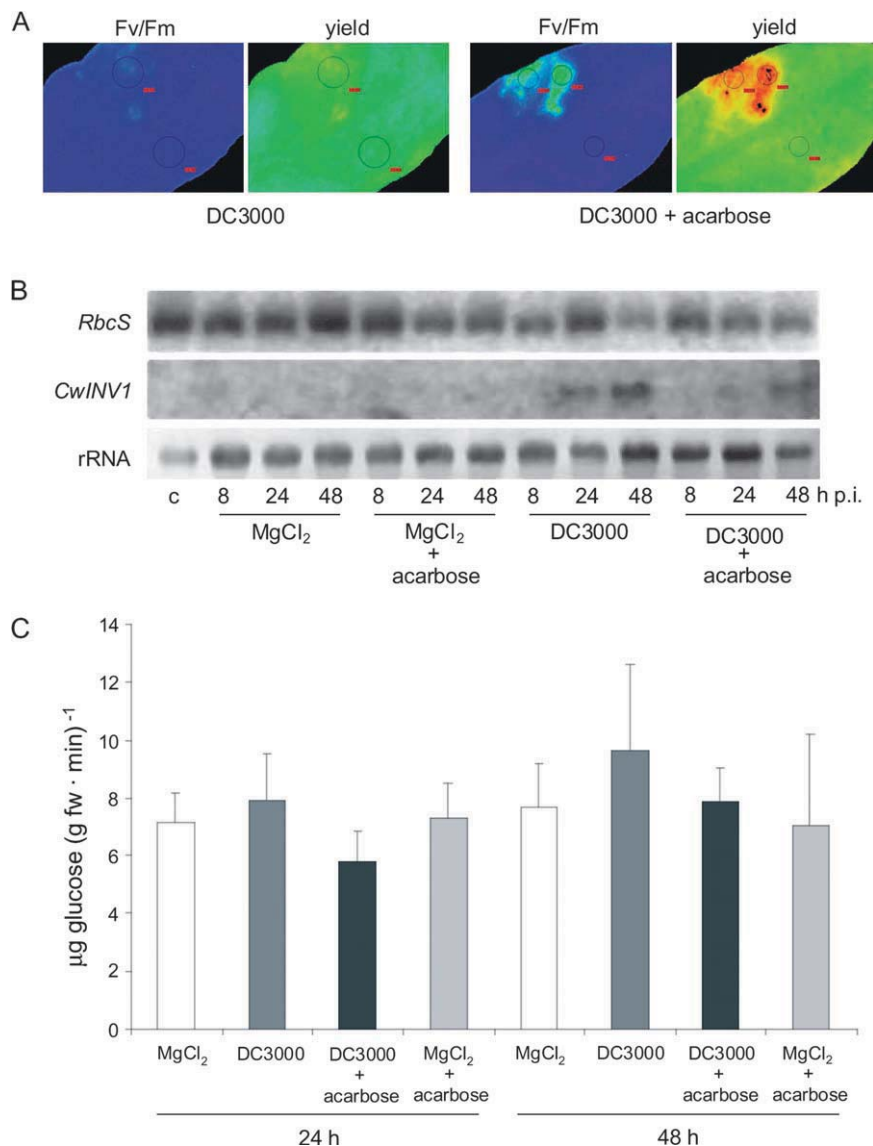 A
Fv/Fm yield Fv/Fm yield
DC3000 DC3000 + acarbose
B
RbcS
CwINV1
rRNA
c 8 24 48 8 24 48 8 24 48 8 24 48 h p.i.
MgCl₂ MgCl₂ + acarbose DC3000 DC3000 + acarbose
C
µg glucose (g fw · min)⁻¹
14
12
10
8
6
4
2
0
MgCl₂ DC3000 DC3000 + acarbose MgCl₂ + acarbose MgCl₂ DC3000 DC3000 + acarbose MgCl₂ + acarbose
24 h 48 h